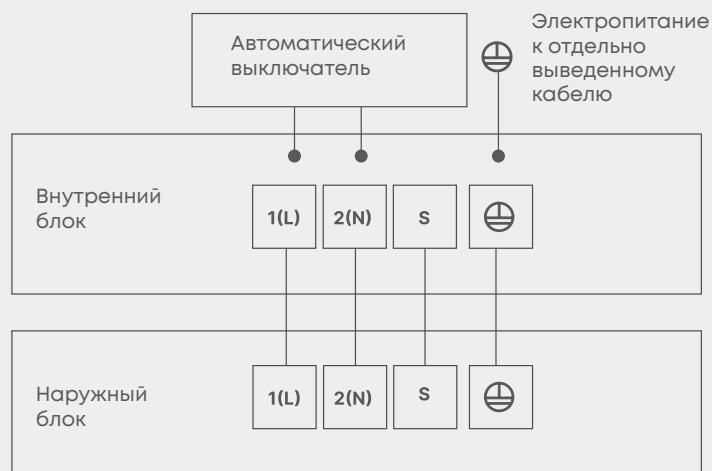 Автоматический
выключатель
Электропитание
к отдельно
выведенному
кабелю
Внутренний
блок
1(L)
2(N)
S
Наружный
блок
1(L)
2(N)
S